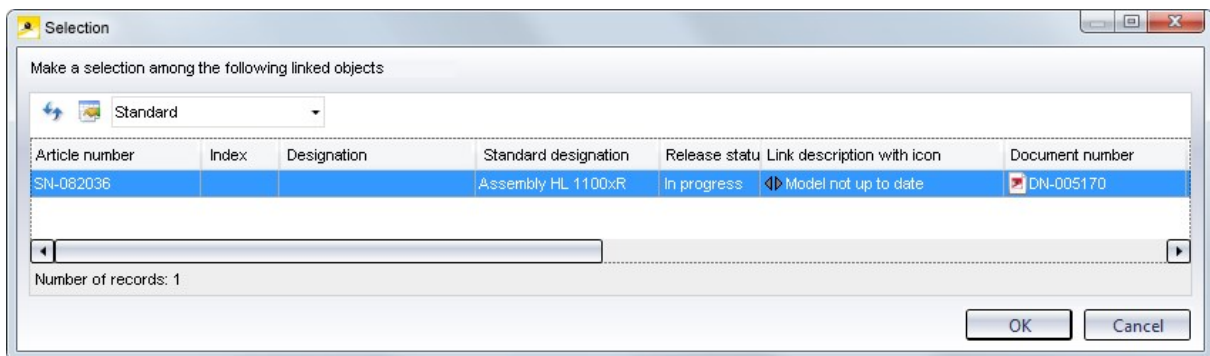 Selection
Make a selection among the following linked objects
Standard
Article number Index Designation Standard designation Release statu Link description with icon Document number
SN-082036 Assembly HL 1100xR In progress Model not up to date DN-005170
Number of records: 1
OK Cancel